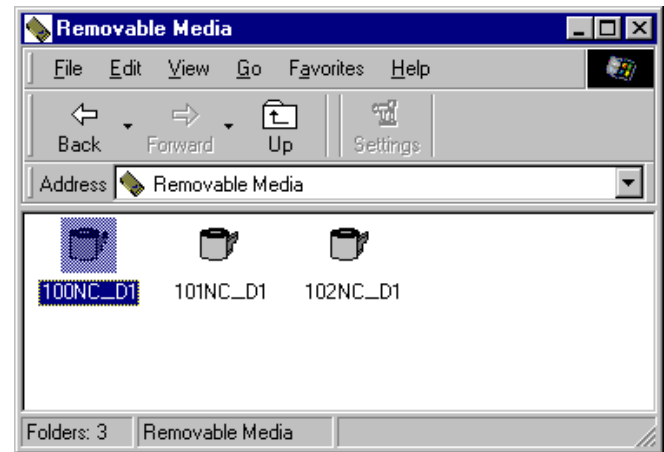 Removable Media
File Edit View Go Favorites Help
Back Forward Up Settings
Address Removable Media
100NC_D1 101NC_D1 102NC_D1
Folders: 3 Removable Media